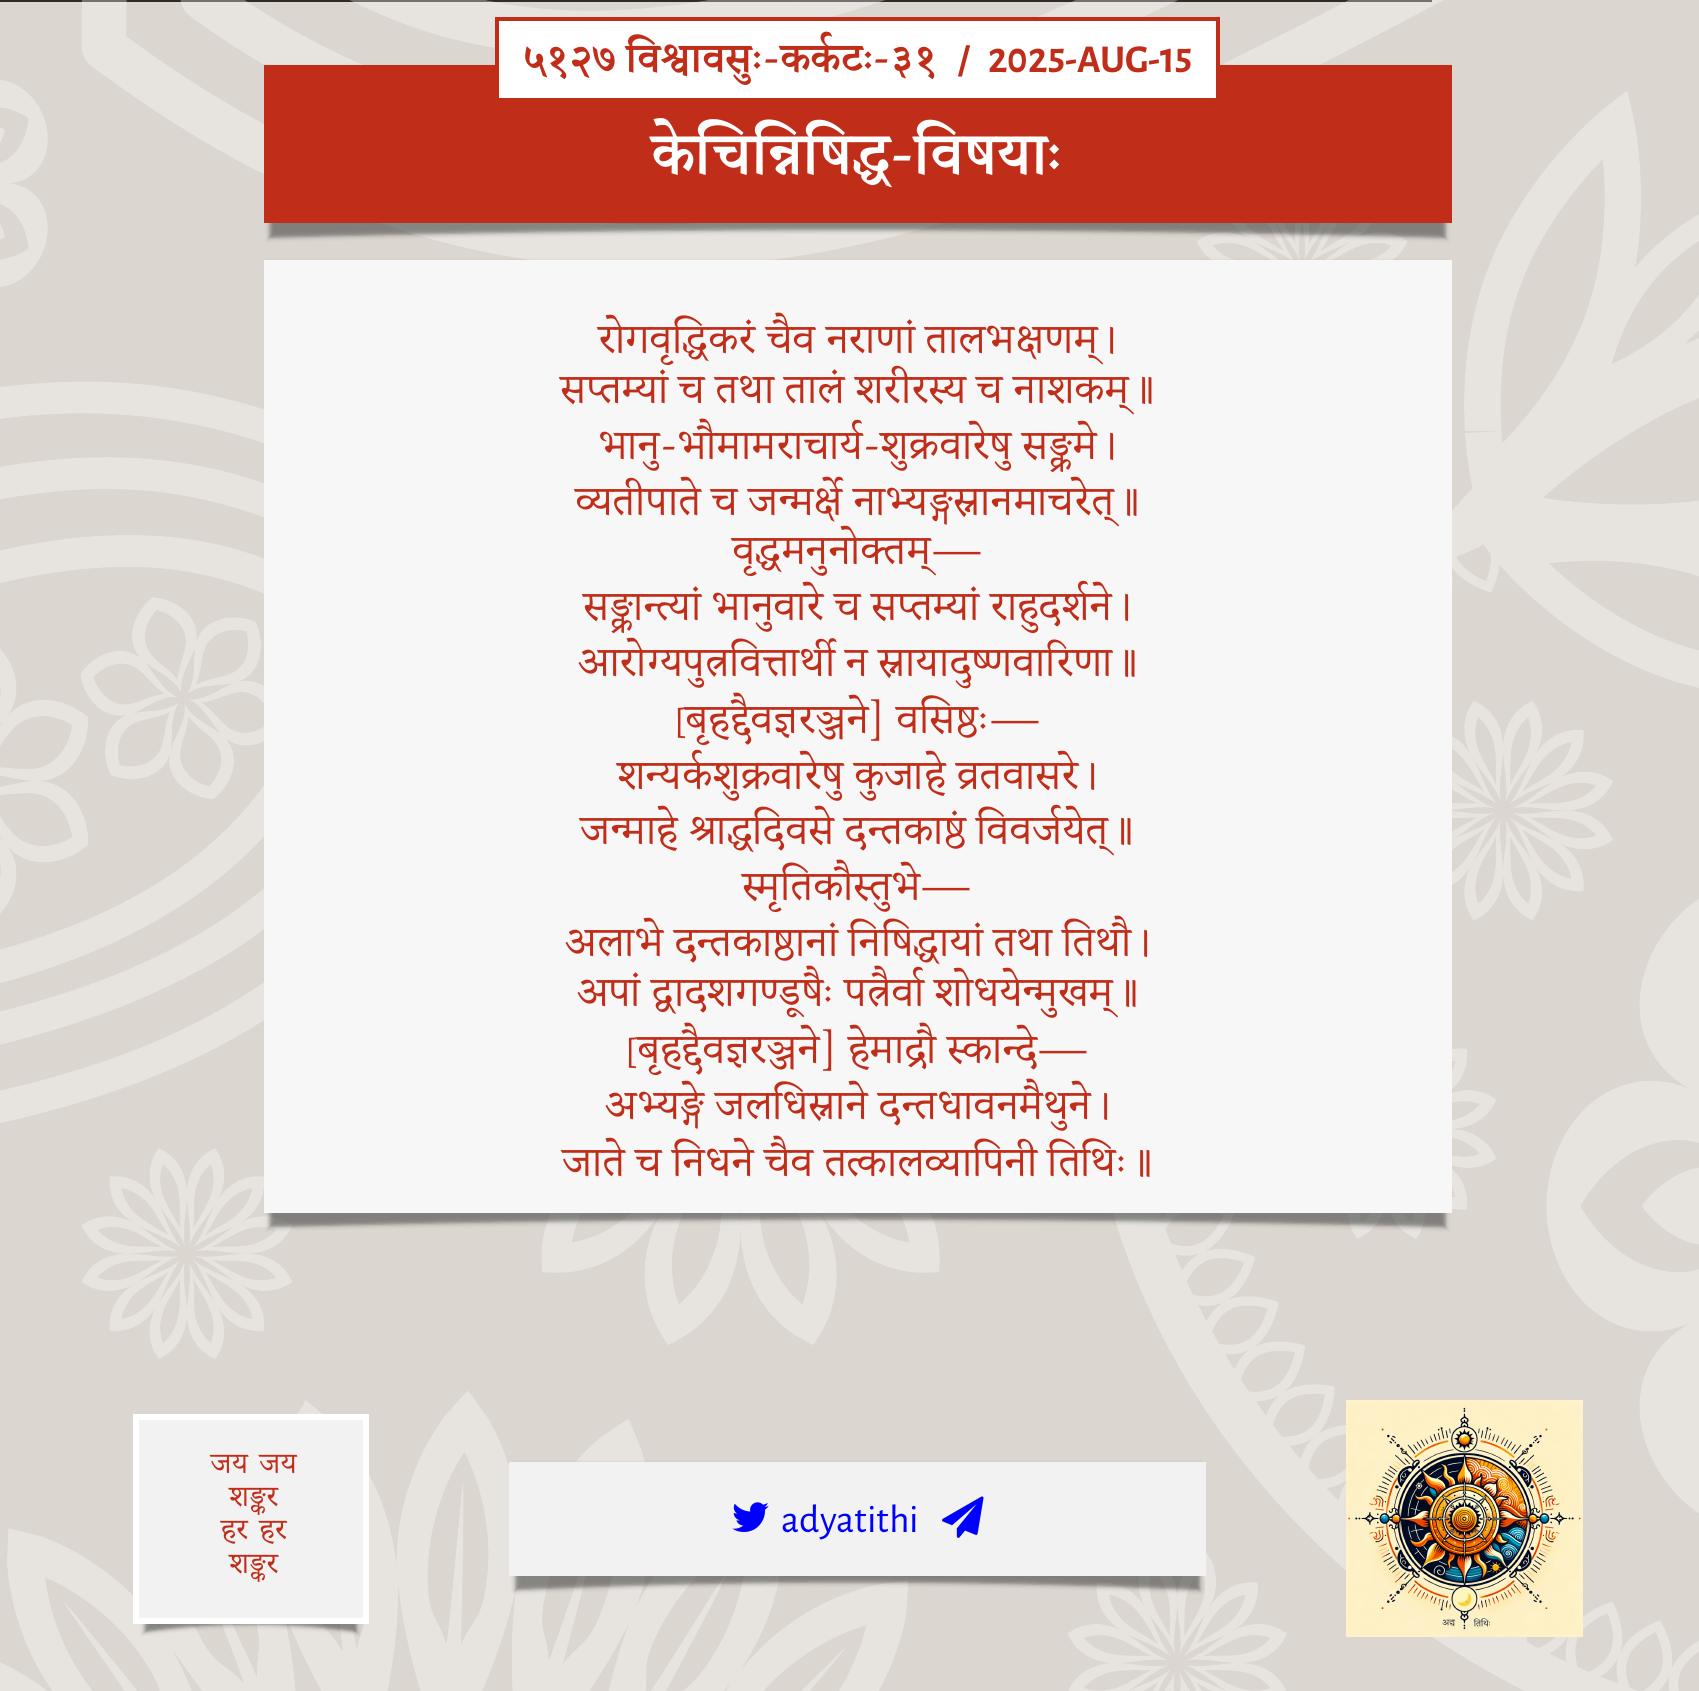 ५१२७ विश्वावसुः-कर्कटः-३१ / 2025-AUG-15
केचिन्निषिद्ध-विषयाः
रोगवृद्धिकरं चैव नराणां तालभक्षणम्।
सप्तम्यां च तथा तालं शरीरस्य च नाशकम्॥
भानु-भौमामराचार्य-शुक्रवारेषु सङ्क्रमे।
व्यतीपाते च जन्मर्क्षे नाभ्यङ्गस्नानमाचरेत्॥
वृद्धमनुनोक्तम्—
सङ्क्रान्त्यां भानुवारे च सप्तम्यां राहुदर्शने।
आरोग्यपुत्रवित्तार्थी न स्नायादुष्णवारिणा॥
[बृहद्दैवज्ञरञ्जने] वसिष्ठः—
शन्यर्कशुक्रवारेषु कुजाहे व्रतवासरे।
जन्माहे श्राद्धदिवसे दन्तकाष्ठं विवर्जयेत्॥
स्मृतिकौस्तुभे—
अलाभे दन्तकाष्ठानां निषिद्धायां तथा तिथौ।
अपां द्वादशगण्डूषैः पत्रैर्वा शोधयेन्मुखम्॥
[बृहद्दैवज्ञरञ्जने] हेमाद्रौ स्कान्दे—
अभ्यङ्गे जलधिस्नाने दन्तधावनमैथुने।
जाते च निधने चैव तत्कालव्यापिनी तिथिः॥
जय जय
शङ्कर
हर हर
शङ्कर
adyatithi
अद्य तिथिः